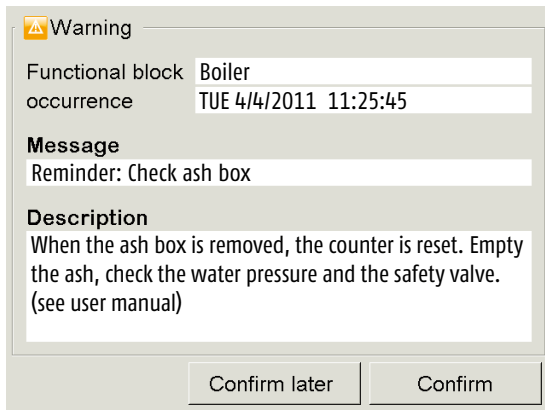 Warning
Functional block Boiler
occurrence TUE 4/4/2011 11:25:45
Message
Reminder: Check ash box
Description
When the ash box is removed, the counter is reset. Empty
the ash, check the water pressure and the safety valve.
(see user manual)
Confirm later Confirm